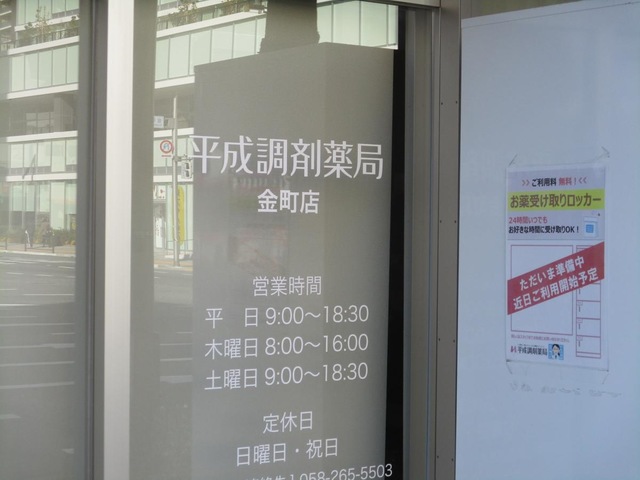 平成調剤薬局
金町店
営業時間
平　日 9:00～18:30
木曜日 8:00～16:00
土曜日 9:00～18:30
定休日
日曜日・祝日
058-265-5503
>> ご利用料 無料！<<
お薬受け取りロッカー
24時間いつでも
お好きな時間に受け取りOK！
ただいま準備中
近日ご利用開始予定
平成調剤薬局